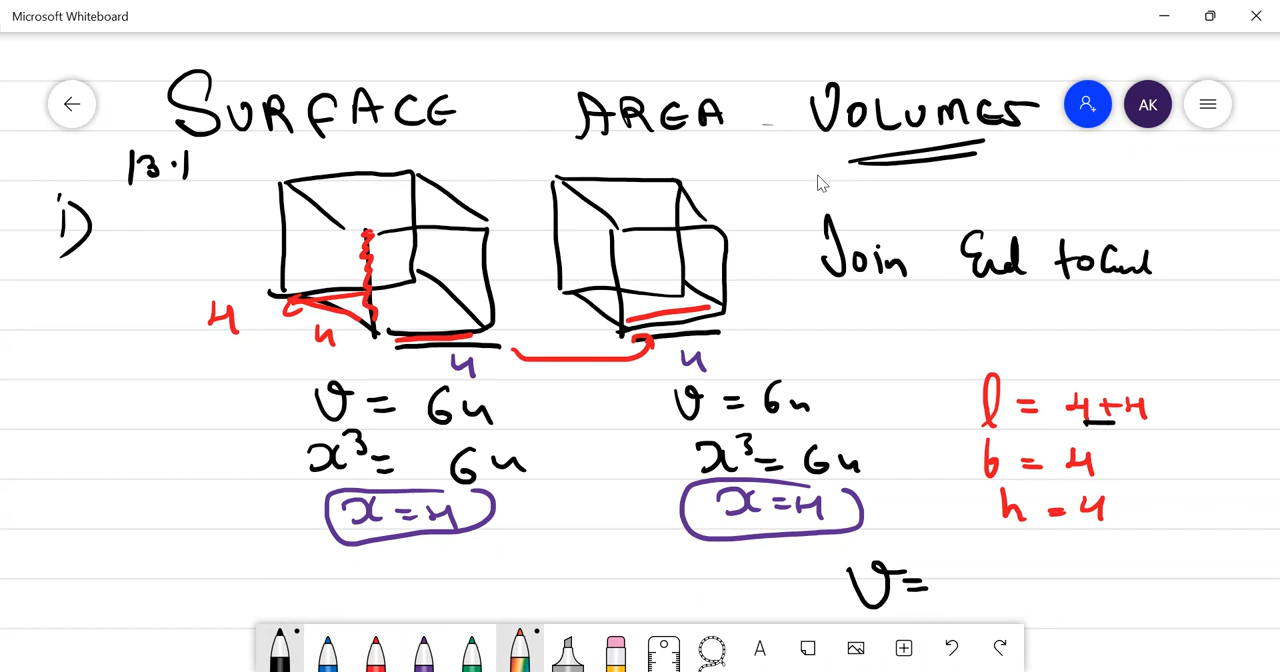 Microsoft Whiteboard
SURFACE AREA - VOLUMES
AK
13.1
i)
Join End to End
4
4
4
4
V = 64
V = 64
x³ = 64
x³ = 64
x = 4
x = 4
l = 4+4
b = 4
h = 4
V =
A